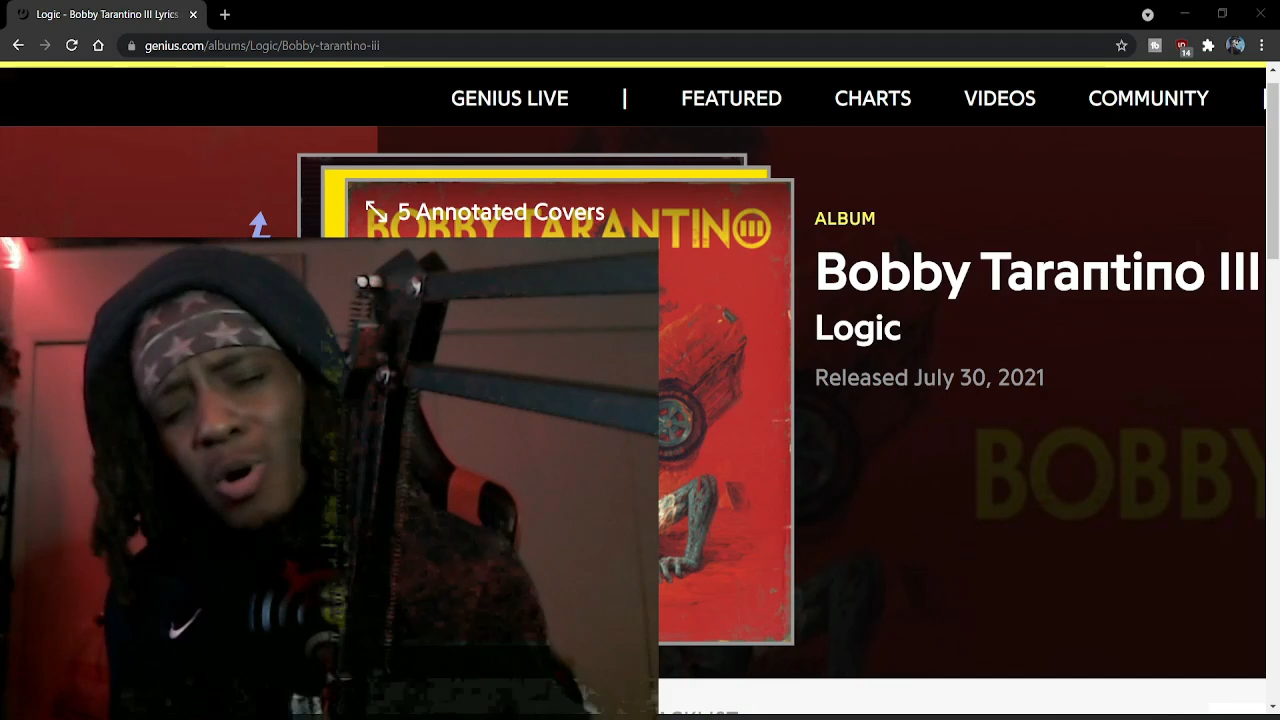 Logic - Bobby Tarantino III Lyrics
genius.com/albums/Logic/Bobby-tarantino-iii
14
GENIUS LIVE | FEATURED CHARTS VIDEOS COMMUNITY
5 Annotated Covers
BOBBY TARANTINO III
ALBUM
Bobby Tarantino III
Logic
Released July 30, 2021
BOBBY